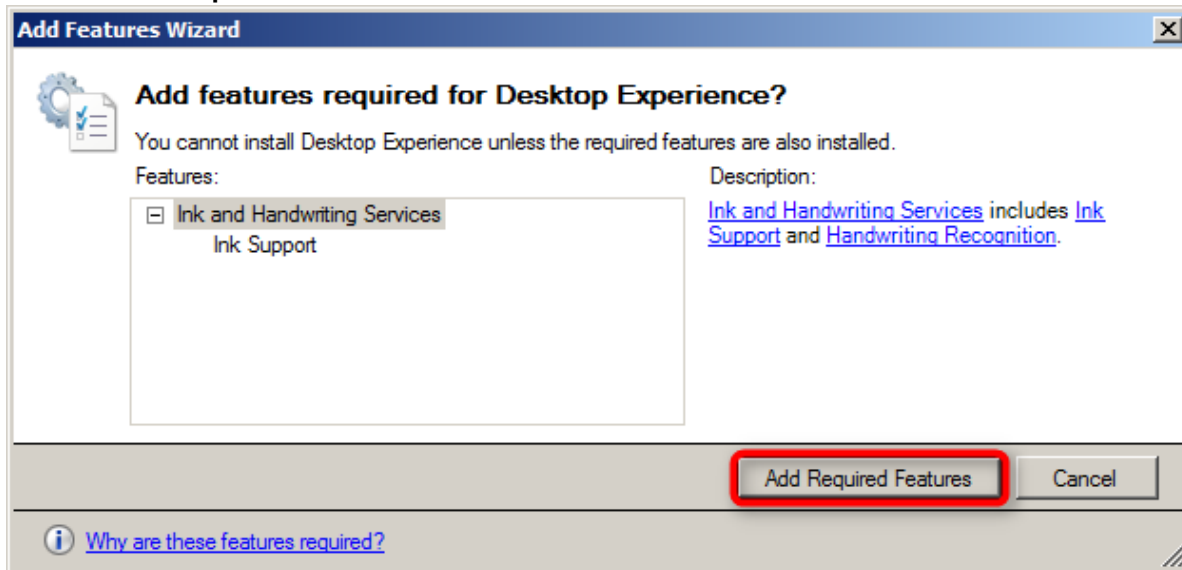 Add Features Wizard
Add features required for Desktop Experience?
You cannot install Desktop Experience unless the required features are also installed.
Features:
Ink and Handwriting Services
Ink Support
Description:
Ink and Handwriting Services includes Ink
Support and Handwriting Recognition.
Add Required Features
Cancel
Why are these features required?